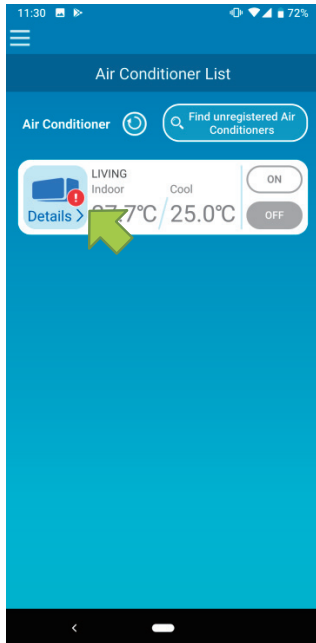 11:30
72%
Air Conditioner List
Air Conditioner
Find unregistered Air
Conditioners
LIVING
Indoor
Cool
ON
Details >
25.0℃
OFF